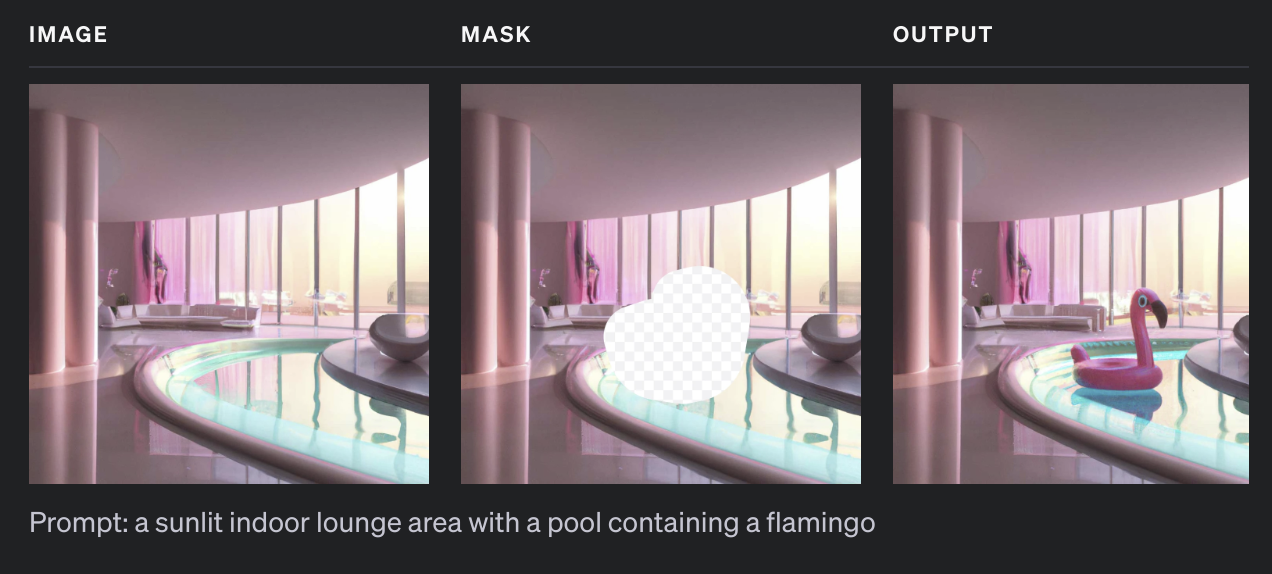 IMAGE MASK OUTPUT
Prompt: a sunlit indoor lounge area with a pool containing a flamingo